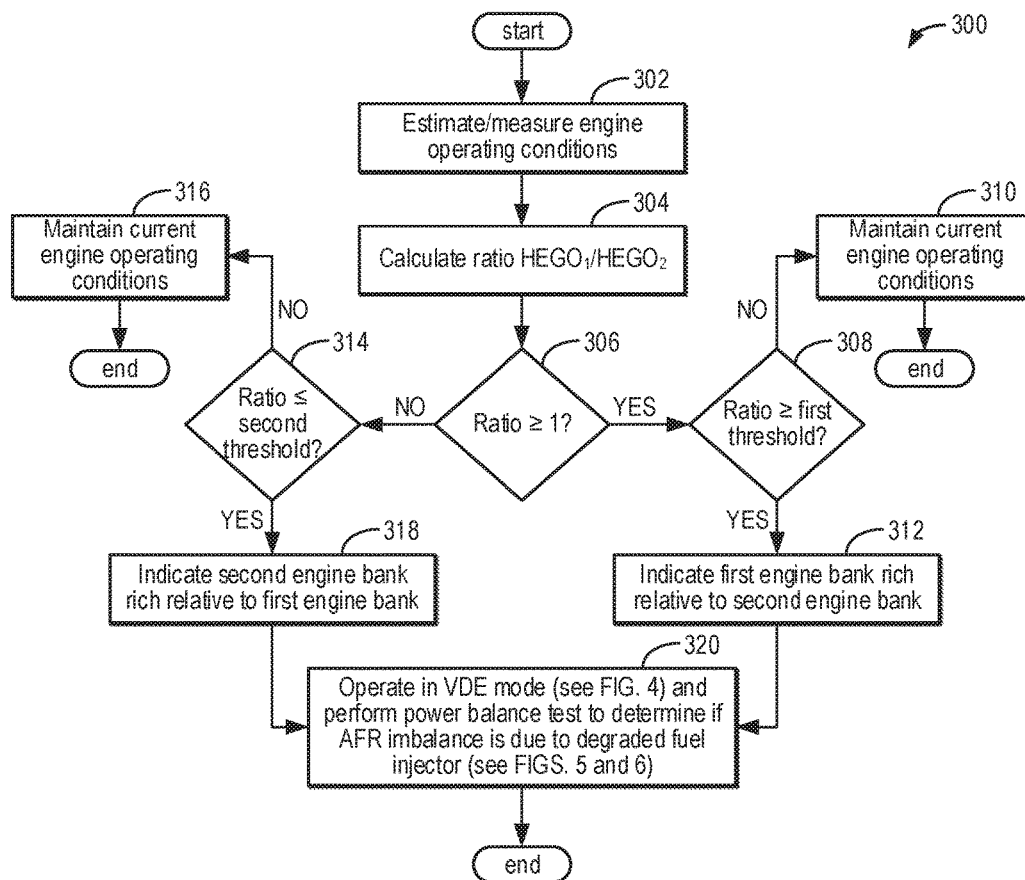 start
300
302
Estimate/measure engine
operating conditions
304
Calculate ratio HEGO₁/HEGO₂
316
Maintain current
engine operating
conditions
end
310
Maintain current
engine operating
conditions
end
NO
NO
314
Ratio ≤
second
threshold?
NO
306
Ratio ≥ 1?
YES
308
Ratio ≥ first
threshold?
YES
318
Indicate second engine bank
rich relative to first engine bank
YES
312
Indicate first engine bank rich
relative to second engine bank
320
Operate in VDE mode (see FIG. 4) and
perform power balance test to determine if
AFR imbalance is due to degraded fuel
injector (see FIGS. 5 and 6)
end